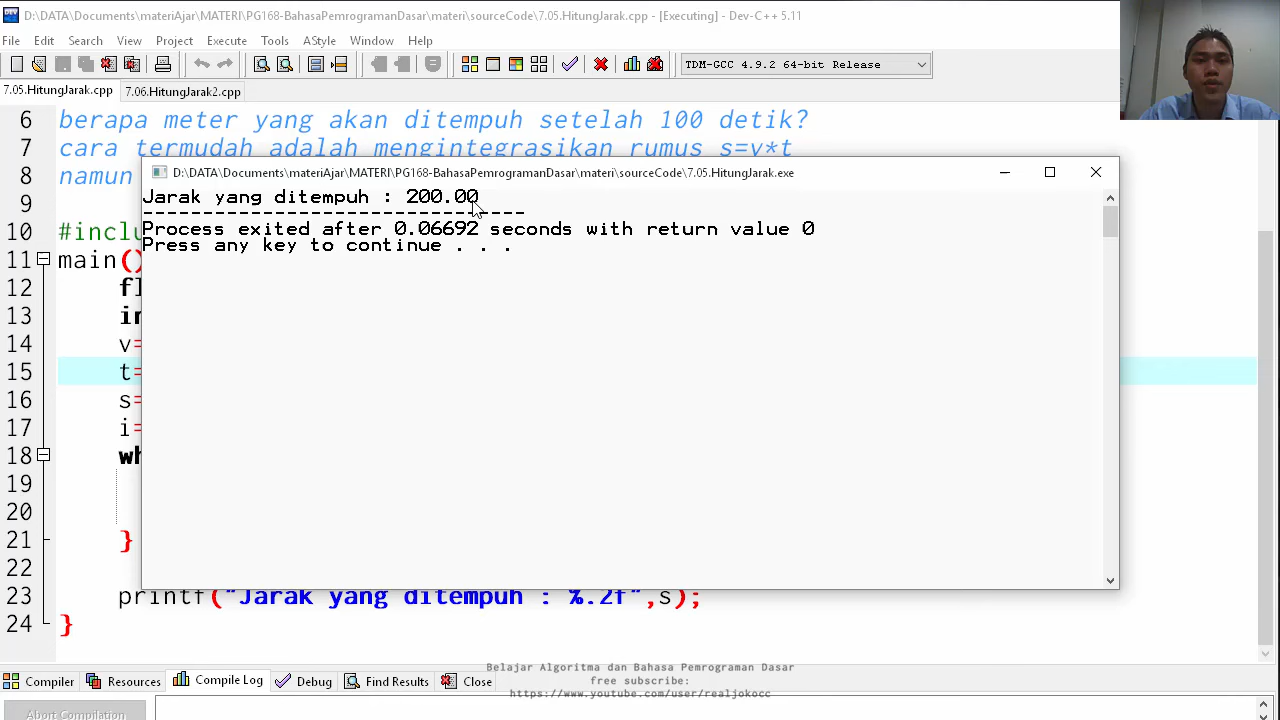 D:\DATA\Documents\materiAjar\MATERI\PG168-BahasaPemrogramanDasar\materi\sourceCode\7.05.HitungJarak.cpp - [Executing] - Dev-C++ 5.11
File Edit Search View Project Execute Tools AStyle Window Help
TDM-GCC 4.9.2 64-bit Release
7.05.HitungJarak.cpp 7.06.HitungJarak2.cpp
6 berapa meter yang akan ditempuh setelah 100 detik?
7 cara termudah adalah mengintegrasikan rumus s=v*t
8 namun
D:\DATA\Documents\materiAjar\MATERI\PG168-BahasaPemrogramanDasar\materi\sourceCode\7.05.HitungJarak.exe
Jarak yang ditempuh : 200.00
--------------------------------
Process exited after 0.06692 seconds with return value 0
Press any key to continue . . .
9
10 #inclu
11 main()
12 fl
13 in
14 v=
15 t=
16 s=
17 i=
18 wh
19
20
21 }
22
23 printf("Jarak yang ditempuh : %.2f",s);
24 }
Belajar Algoritma dan Bahasa Pemrograman Dasar
free subscribe:
https://www.youtube.com/user/realjokocc
Compiler Resources Compile Log Debug Find Results Close
Abort Compilation